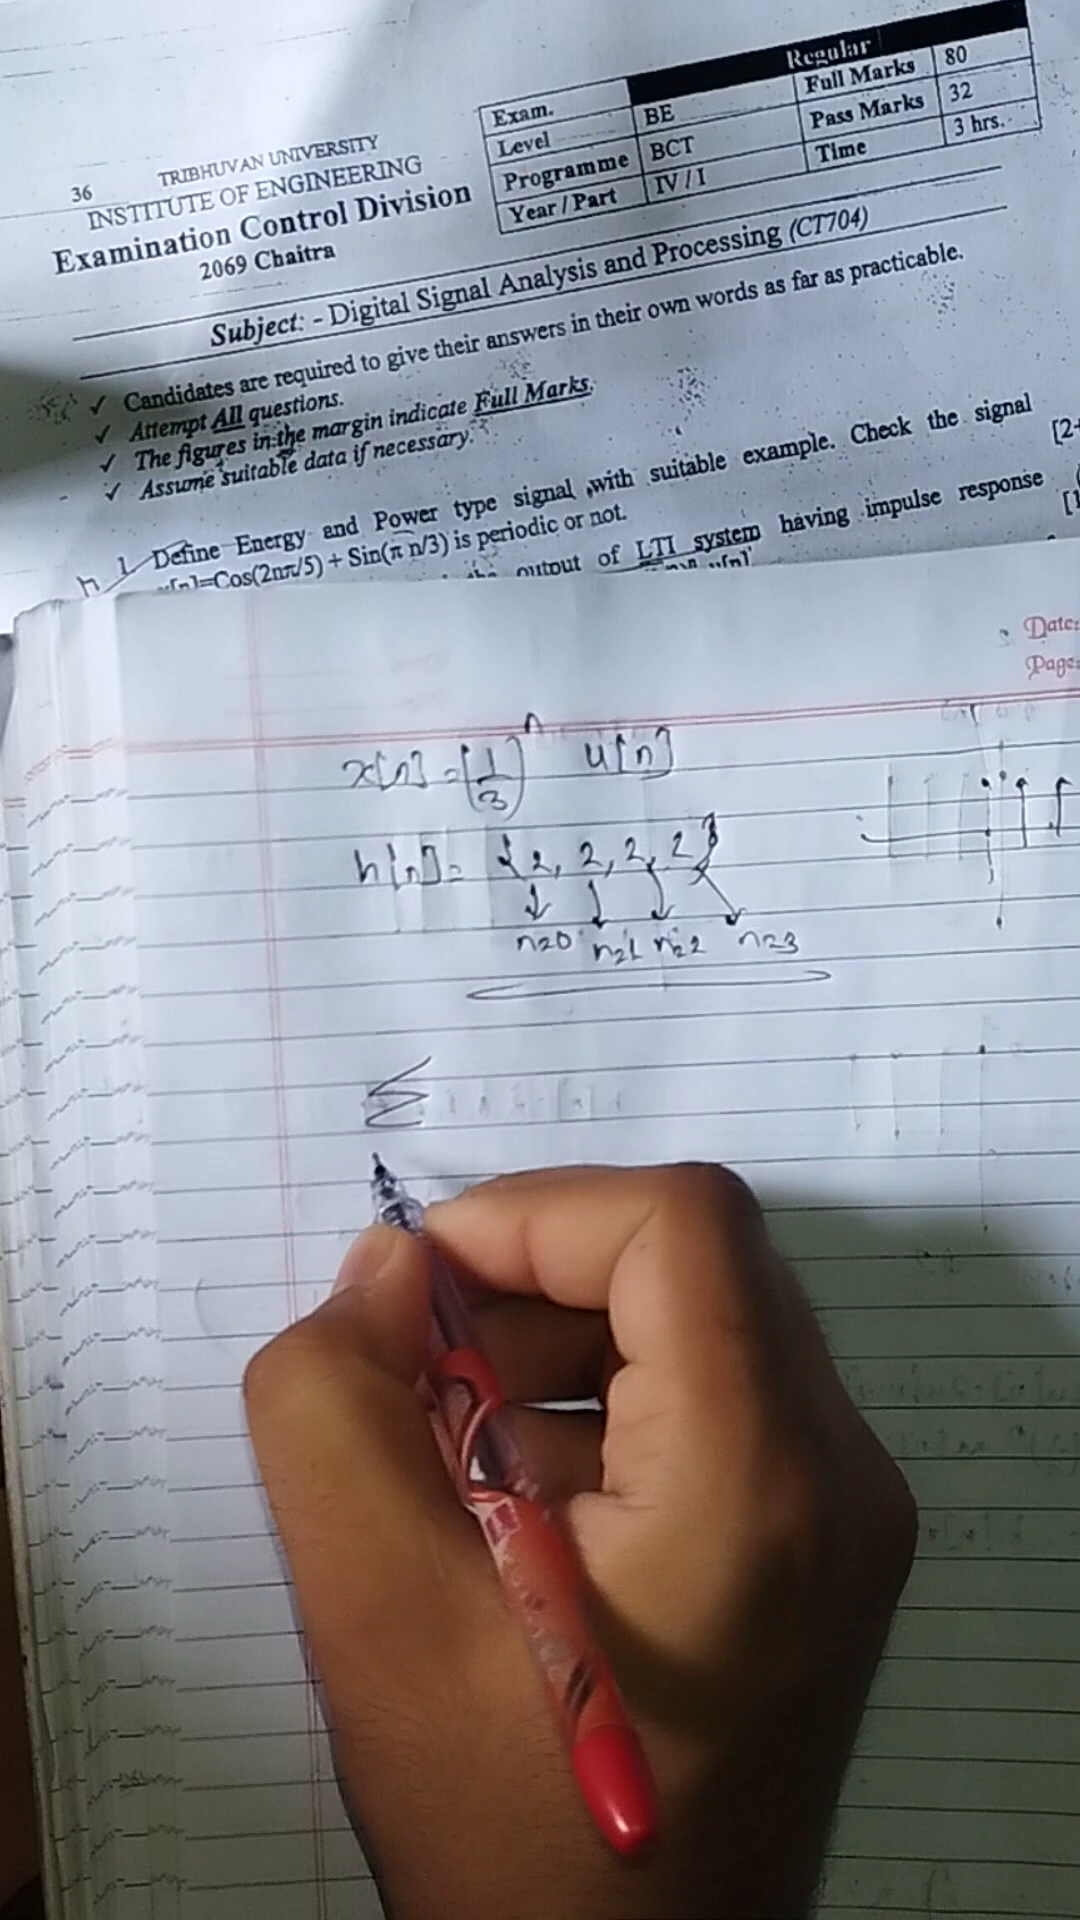 Regular
Exam.
Level BE Full Marks 80
Programme BCT Pass Marks 32
Year / Part IV / I Time 3 hrs.
36 TRIBHUVAN UNIVERSITY
INSTITUTE OF ENGINEERING
Examination Control Division
2069 Chaitra
Subject: - Digital Signal Analysis and Processing (CT704)
✓ Candidates are required to give their answers in their own words as far as practicable.
✓ Attempt All questions.
✓ The figures in the margin indicate Full Marks.
✓ Assume suitable data if necessary.
1. Define Energy and Power type signal with suitable example. Check the signal [2+
x[n]=Cos(2nπ/5) + Sin(π n/3) is periodic or not.
the output of LTI system having impulse response
u[n]
Date:
Page:
x[n] = [1/3]^n u[n]
h[n] = {2, 2, 2, 2}
↓ ↓ ↓ ↘
n=0 n=1 n=2 n=3
Σ